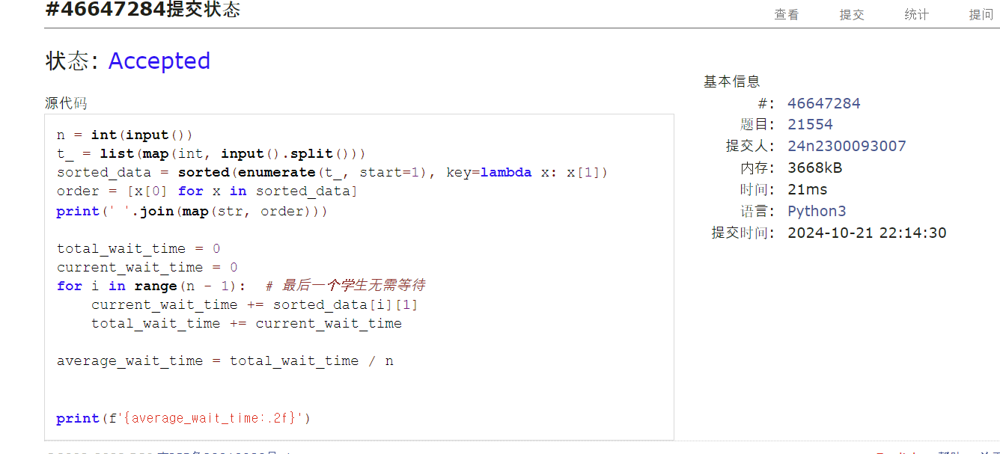 #46647284提交状态
查看 提交 统计 提问
状态: Accepted
源代码
n = int(input())
t_ = list(map(int, input().split()))
sorted_data = sorted(enumerate(t_, start=1), key=lambda x: x[1])
order = [x[0] for x in sorted_data]
print(' '.join(map(str, order)))
total_wait_time = 0
current_wait_time = 0
for i in range(n - 1):  # 最后一个学生无需等待
    current_wait_time += sorted_data[i][1]
    total_wait_time += current_wait_time
average_wait_time = total_wait_time / n
print(f'{average_wait_time:.2f}')
基本信息
#: 46647284
题目: 21554
提交人: 24n2300093007
内存: 3668kB
时间: 21ms
语言: Python3
提交时间: 2024-10-21 22:14:30